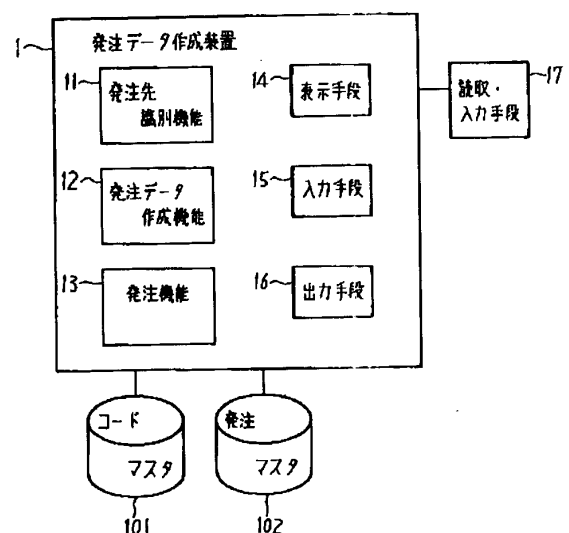 1
発注データ作成装置
11
発注先
識別機能
14
表示手段
17
読取・
入力手段
12
発注データ
作成機能
15
入力手段
13
発注機能
16
出力手段
コード
マスタ
発注
マスタ
101
102